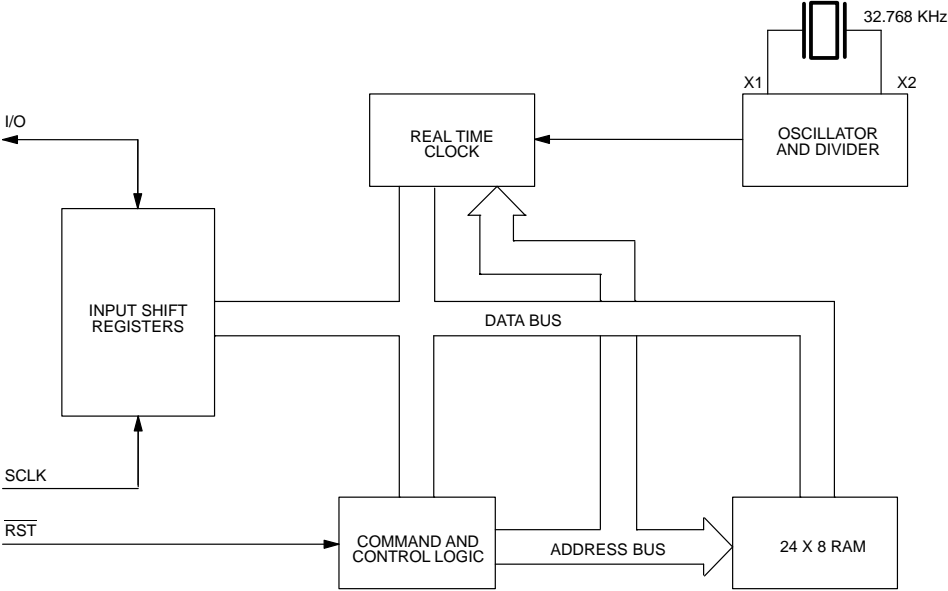 32.768 KHz
X1
X2
I/O
REAL TIME
CLOCK
OSCILLATOR
AND DIVIDER
INPUT SHIFT
REGISTERS
DATA BUS
SCLK
RST
COMMAND AND
CONTROL LOGIC
ADDRESS BUS
24 X 8 RAM